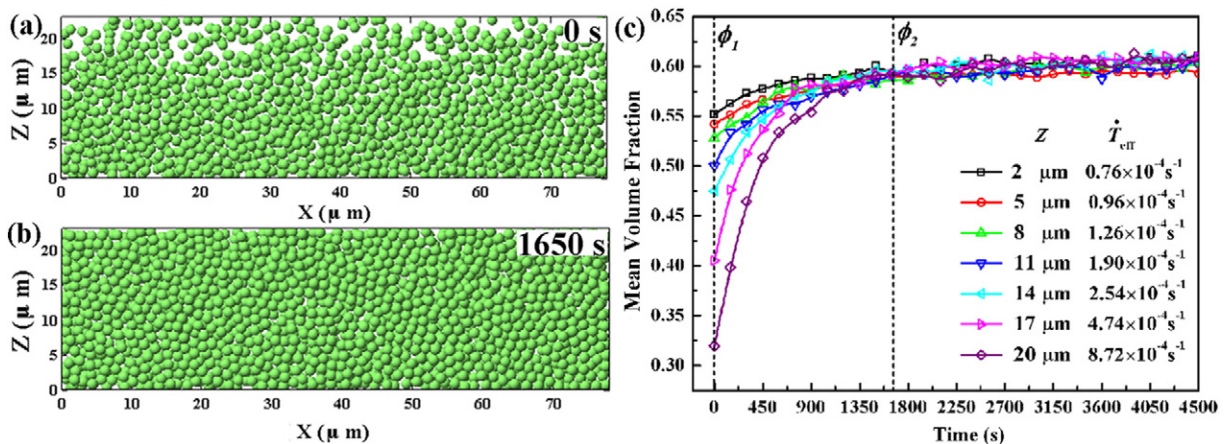 (a)
0 s
Z (μ m)
20
15
10
5
0
0 10 20 30 40 50 60 70
X (μ m)
(b)
1650 s
Z (μ m)
20
15
10
5
0
0 10 20 30 40 50 60 70
X (μ m)
(c)
ϕ1 ϕ2
Mean Volume Fraction
0.65
0.60
0.55
0.50
0.45
0.40
0.35
0.30
Z Ṫeff
2 μm 0.76×10-4s-1
5 μm 0.96×10-4s-1
8 μm 1.26×10-4s-1
11 μm 1.90×10-4s-1
14 μm 2.54×10-4s-1
17 μm 4.74×10-4s-1
20 μm 8.72×10-4s-1
0 450 900 1350 1800 2250 2700 3150 3600 4050 4500
Time (s)